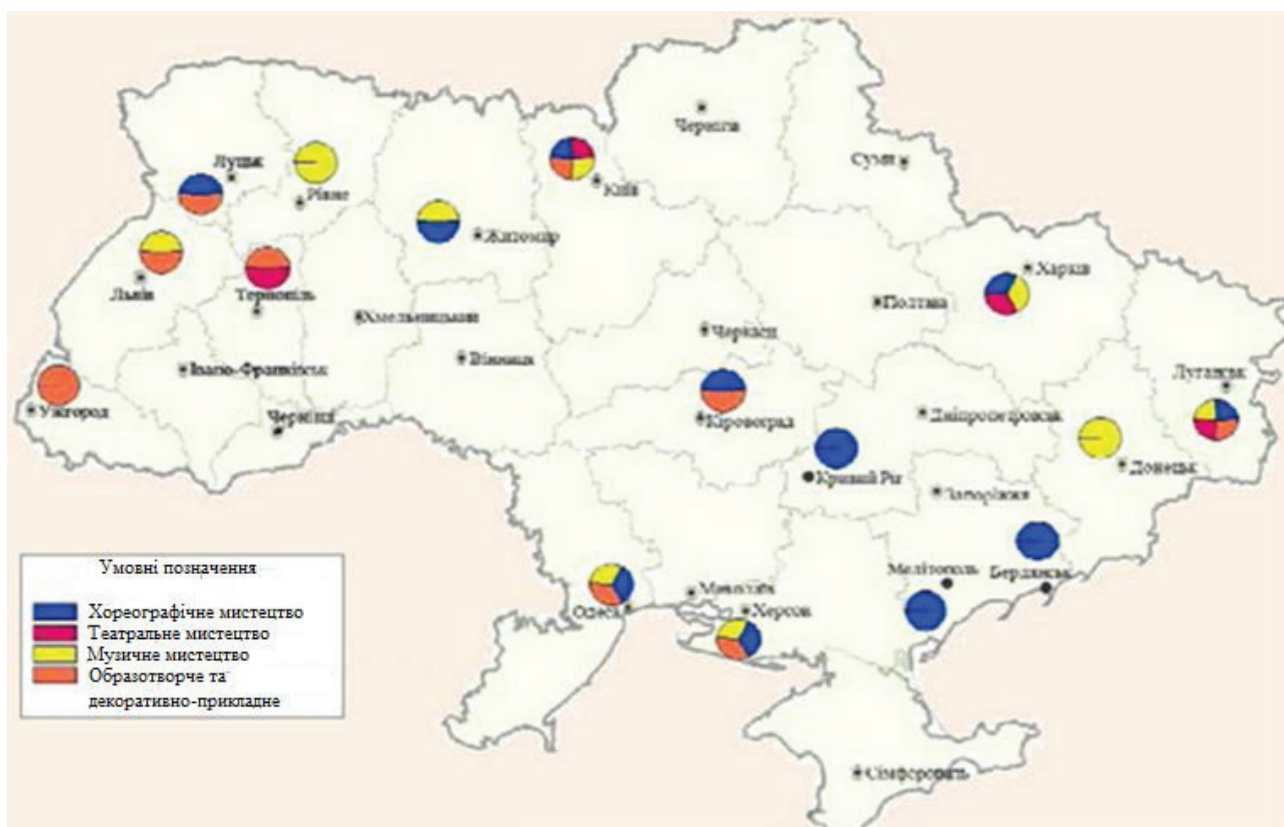 Чернігів
Суми
Луцьк
Рівне
Київ
Житомир
Харків
Львів
Тернопіль
Хмельницький
Полтава
Черкаси
Вінниця
Івано-Франківськ
Луганськ
Ужгород
Чернівці
Кіровоград
Дніпропетровськ
Донецьк
Кривий Ріг
Запоріжжя
Мелітополь
Бердянськ
Миколаїв
Одеса
Херсон
Сімферополь
Умовні позначення
Хореографічне мистецтво
Театральне мистецтво
Музичне мистецтво
Образотворче та
декоративно-прикладне